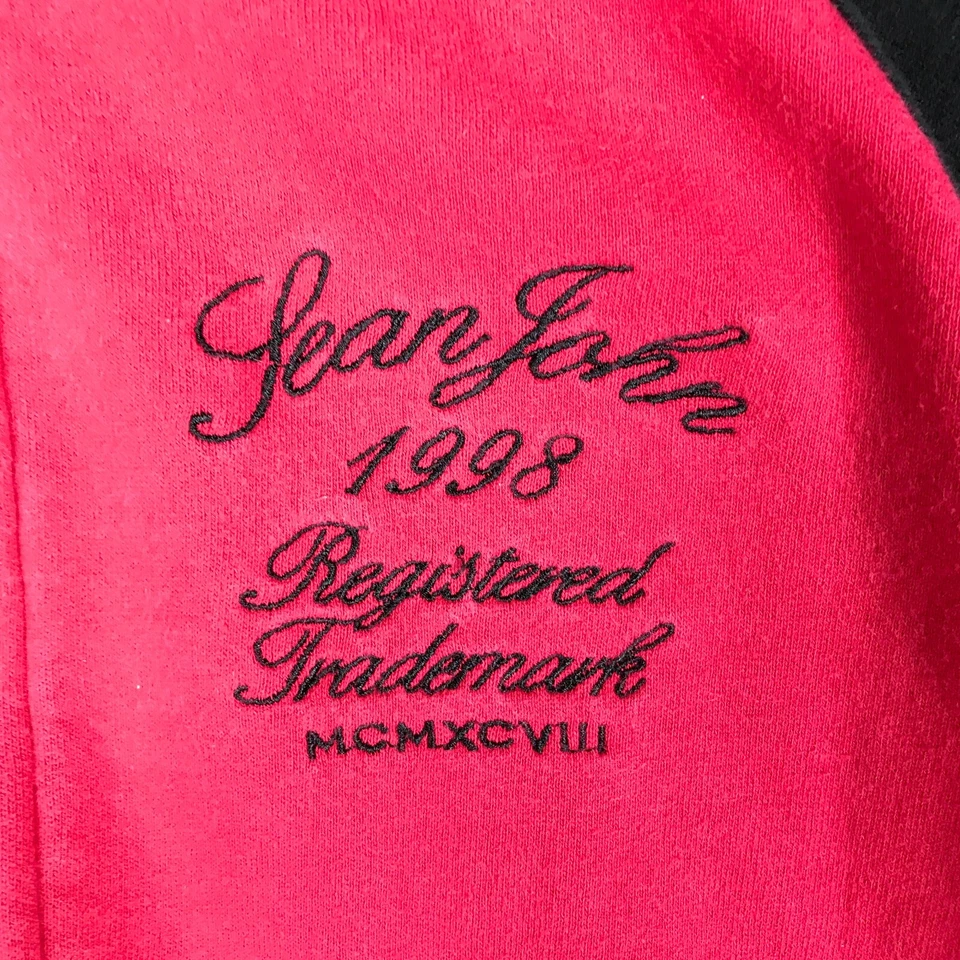 Sean John
1998
Registered
Trademark
MCMXCVIII